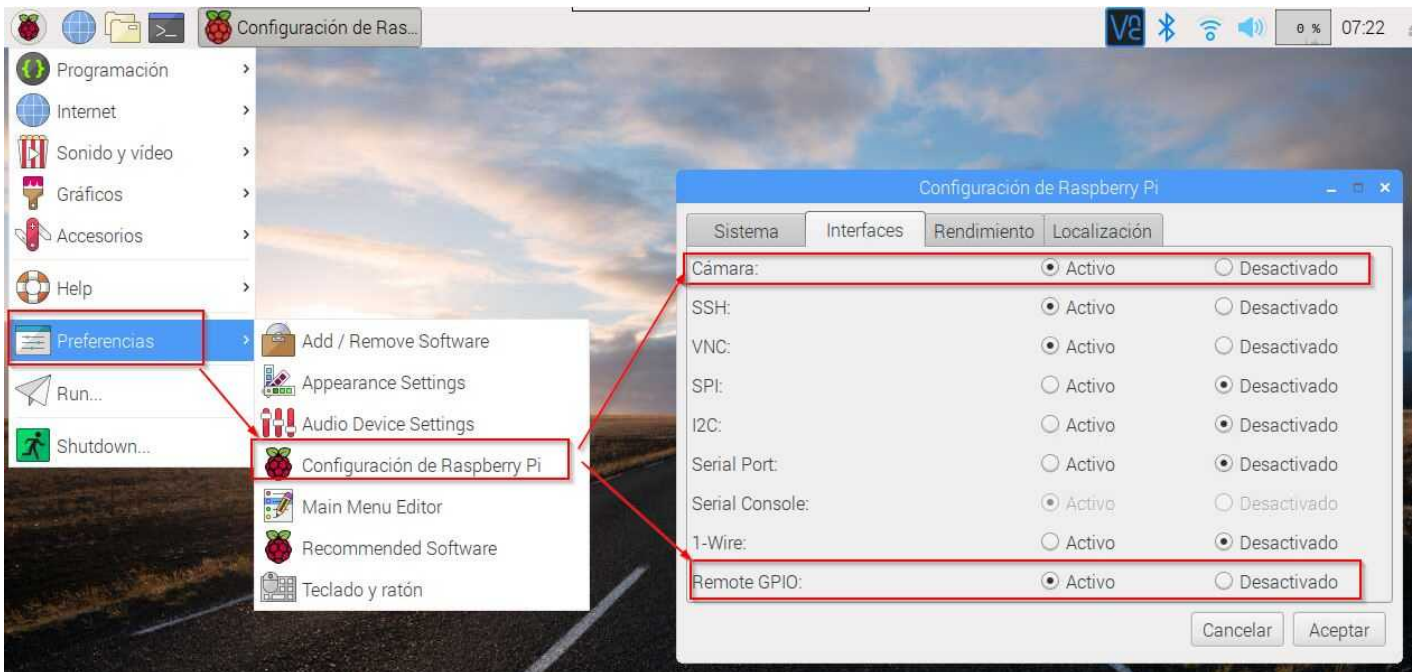 Configuración de Ras...
VNC
0 %
07:22
Programación
Internet
Sonido y vídeo
Gráficos
Accesorios
Help
Preferencias
Run...
Shutdown...
Add / Remove Software
Appearance Settings
Audio Device Settings
Configuración de Raspberry Pi
Main Menu Editor
Recommended Software
Teclado y ratón
Configuración de Raspberry Pi
Sistema Interfaces Rendimiento Localización
Cámara: Activo Desactivado
SSH: Activo Desactivado
VNC: Activo Desactivado
SPI: Activo Desactivado
I2C: Activo Desactivado
Serial Port: Activo Desactivado
Serial Console: Activo Desactivado
1-Wire: Activo Desactivado
Remote GPIO: Activo Desactivado
Cancelar Aceptar